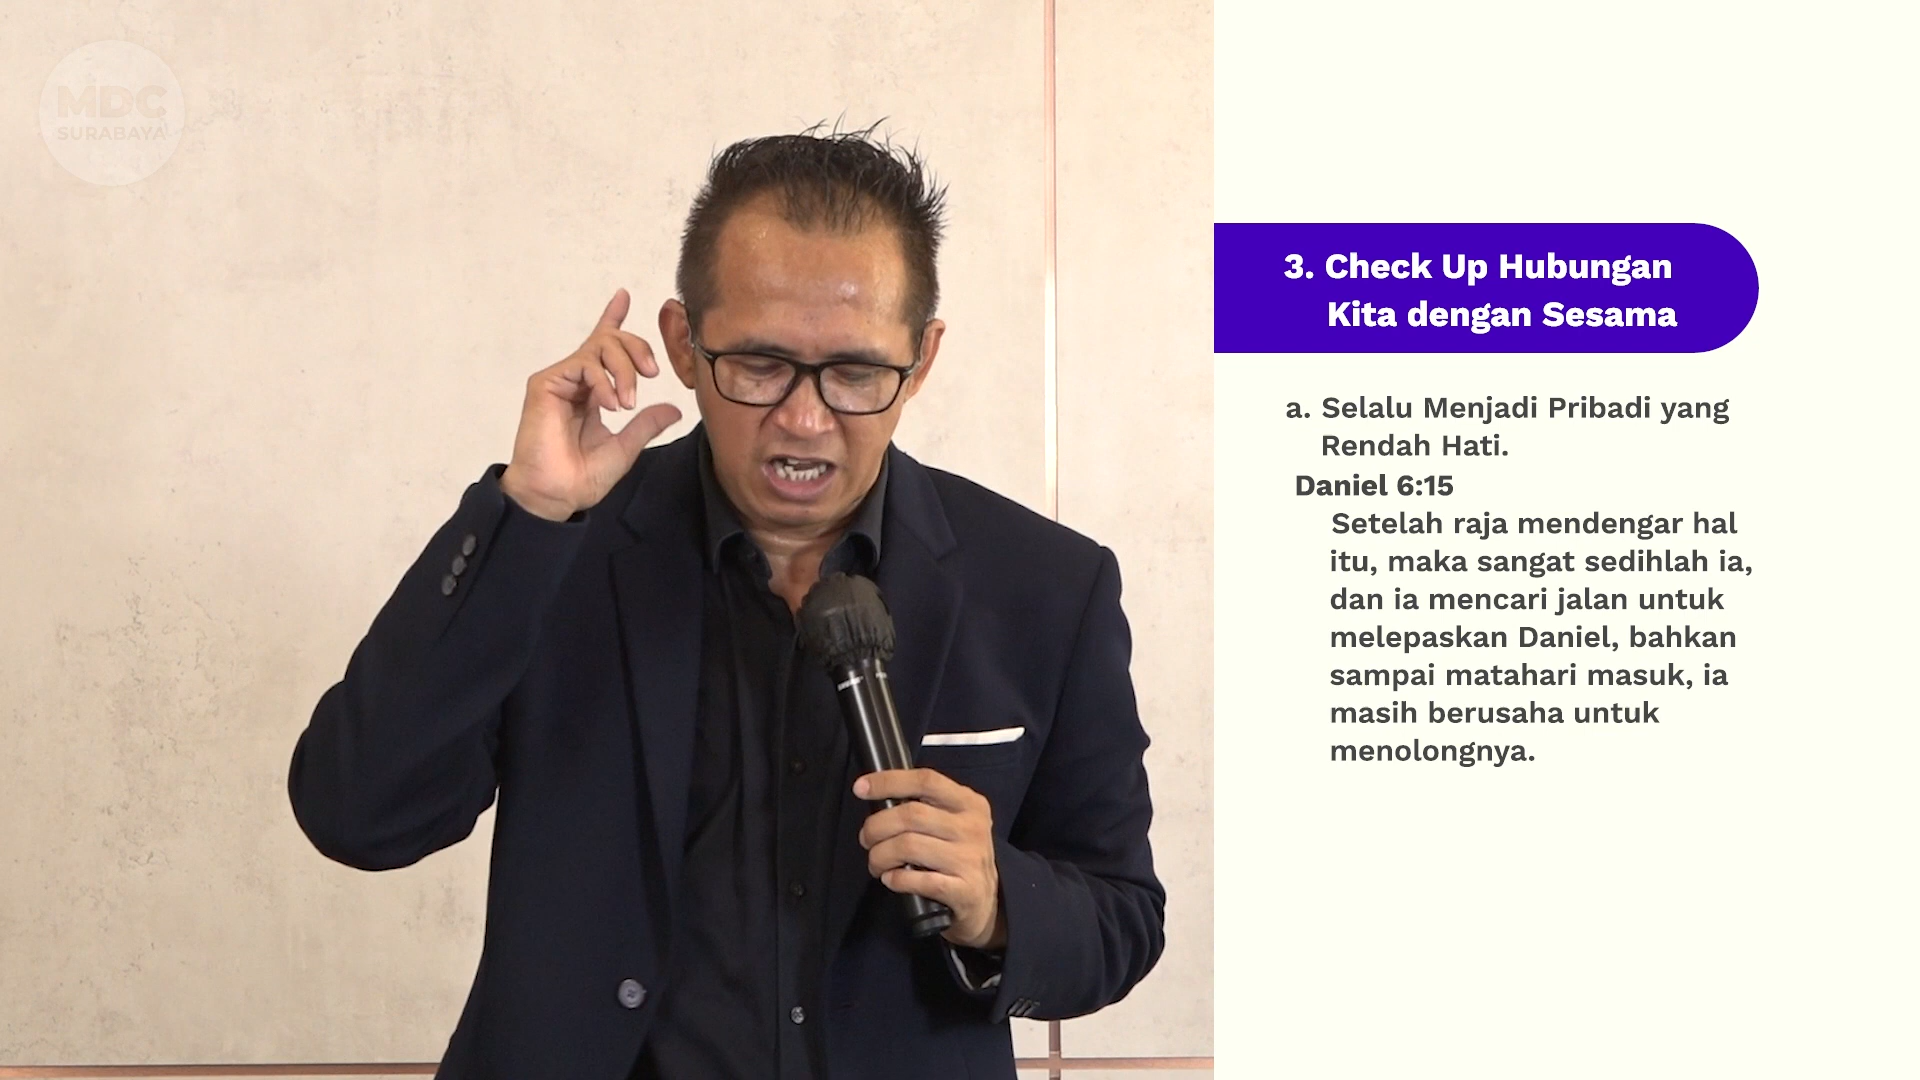 MDC
SURABAYA
3. Check Up Hubungan
Kita dengan Sesama
a. Selalu Menjadi Pribadi yang
Rendah Hati.
Daniel 6:15
Setelah raja mendengar hal
itu, maka sangat sedihlah ia,
dan ia mencari jalan untuk
melepaskan Daniel, bahkan
sampai matahari masuk, ia
masih berusaha untuk
menolongnya.